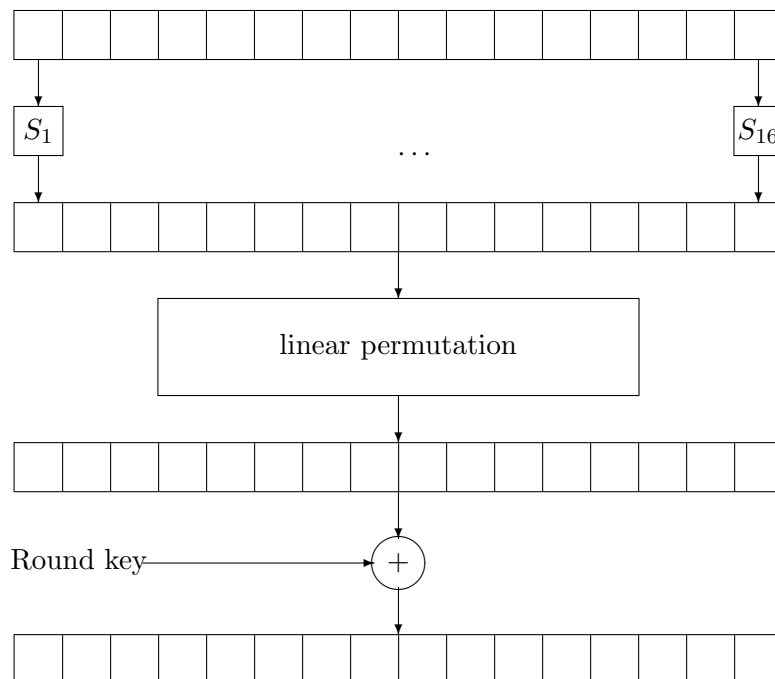 S₁
S₁₆
...
linear permutation
Round key
+